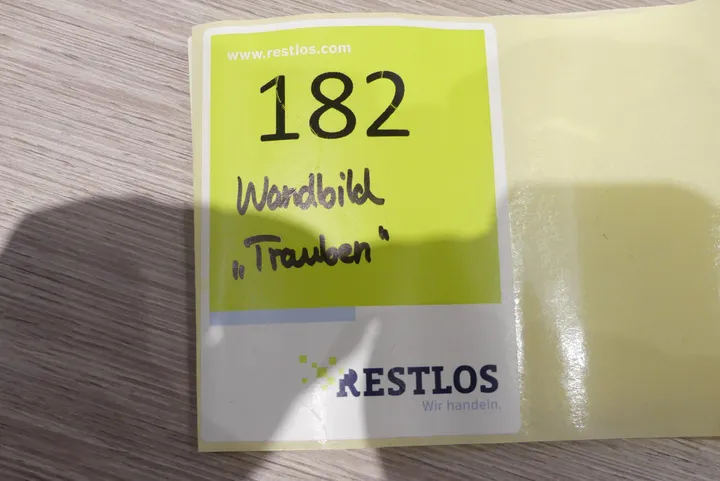 www.restlos.com
182
Wandbild
„Trauben"
RESTLOS
Wir handeln.